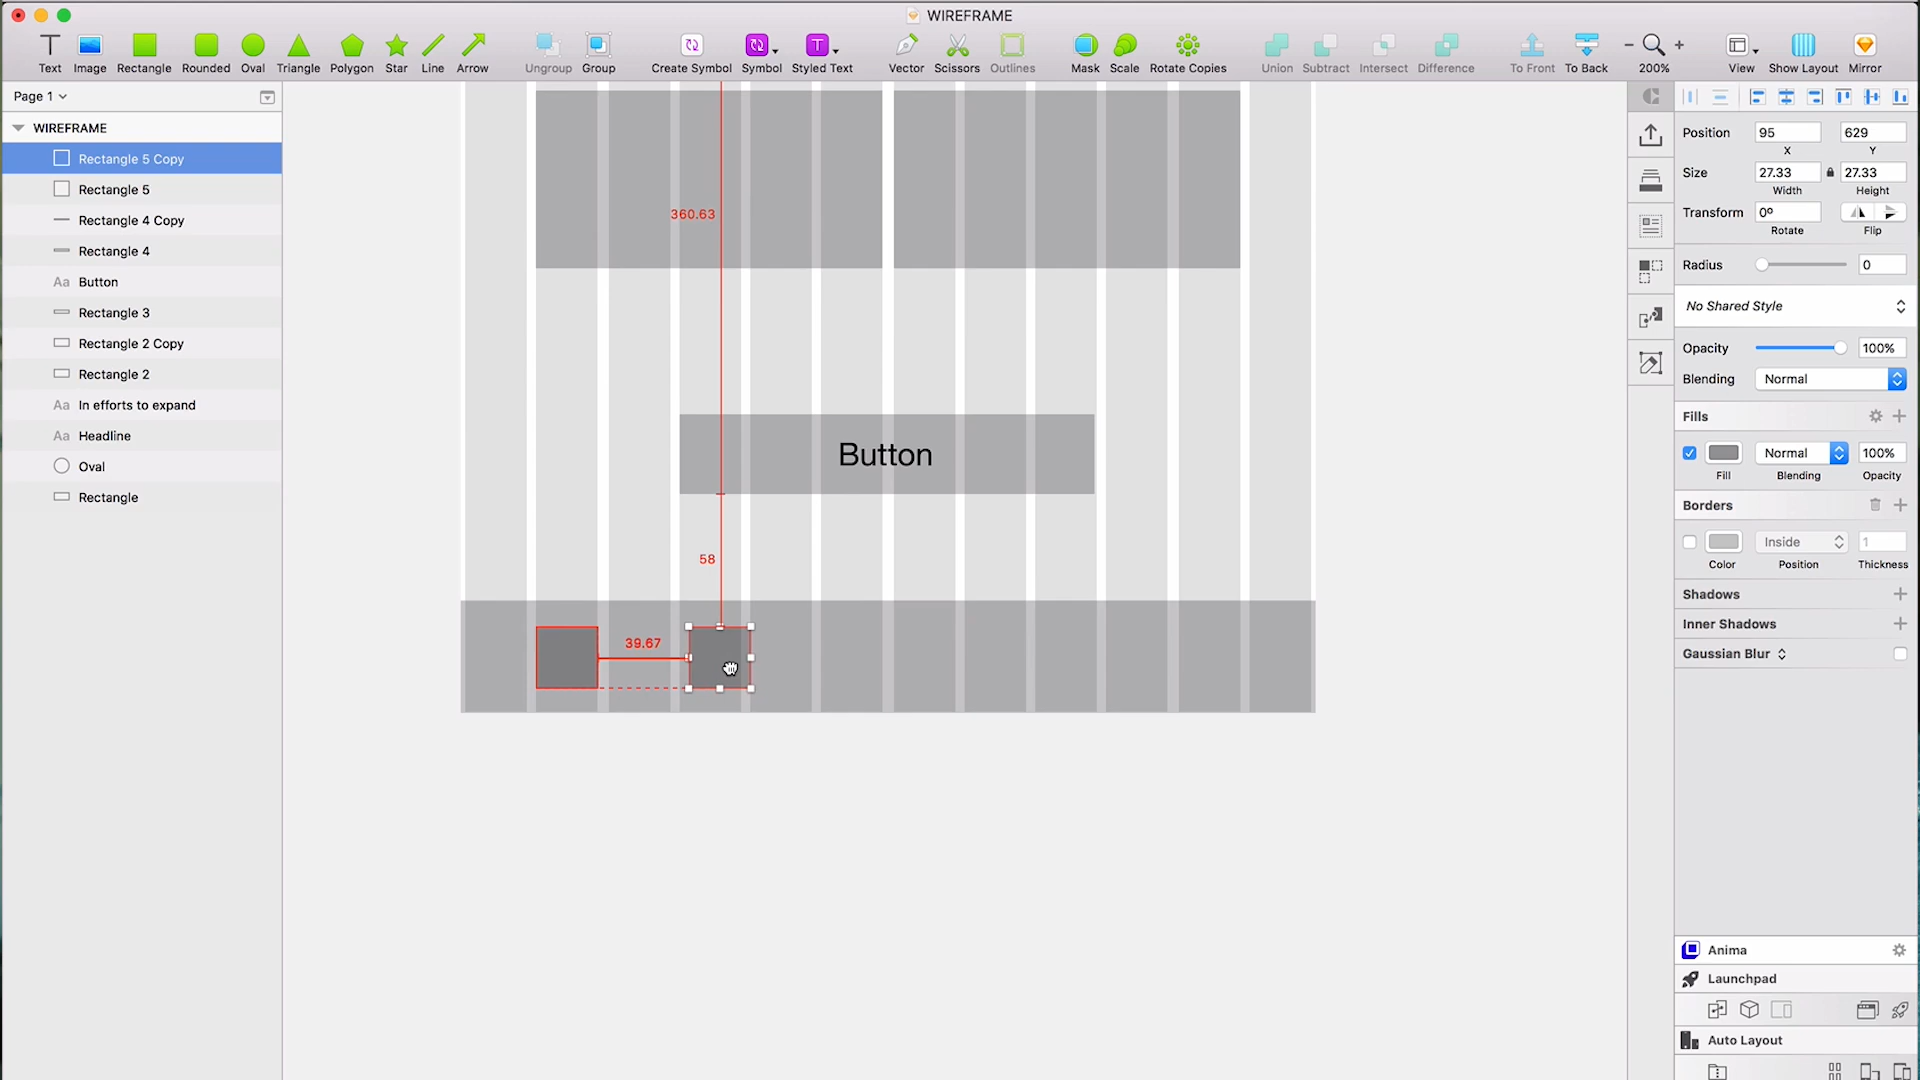 WIREFRAME
Text Image Rectangle Rounded Oval Triangle Polygon Star Line Arrow Ungroup Group Create Symbol Symbol Styled Text Vector Scissors Outlines Mask Scale Rotate Copies Union Subtract Intersect Difference To Front To Back 200% View Show Layout Mirror
Page 1
WIREFRAME
Rectangle 5 Copy
Rectangle 5
Rectangle 4 Copy
Rectangle 4
Aa Button
Rectangle 3
Rectangle 2 Copy
Rectangle 2
Aa In efforts to expand
Aa Headline
Oval
Rectangle
360.63
Button
58
39.67
Position 95 629
X Y
Size 27.33 27.33
Width Height
Transform 0º
Rotate Flip
Radius 0
No Shared Style
Opacity 100%
Blending Normal
Fills
Normal 100%
Fill Blending Opacity
Borders
Inside 1
Color Position Thickness
Shadows
Inner Shadows
Gaussian Blur
Anima
Launchpad
Auto Layout